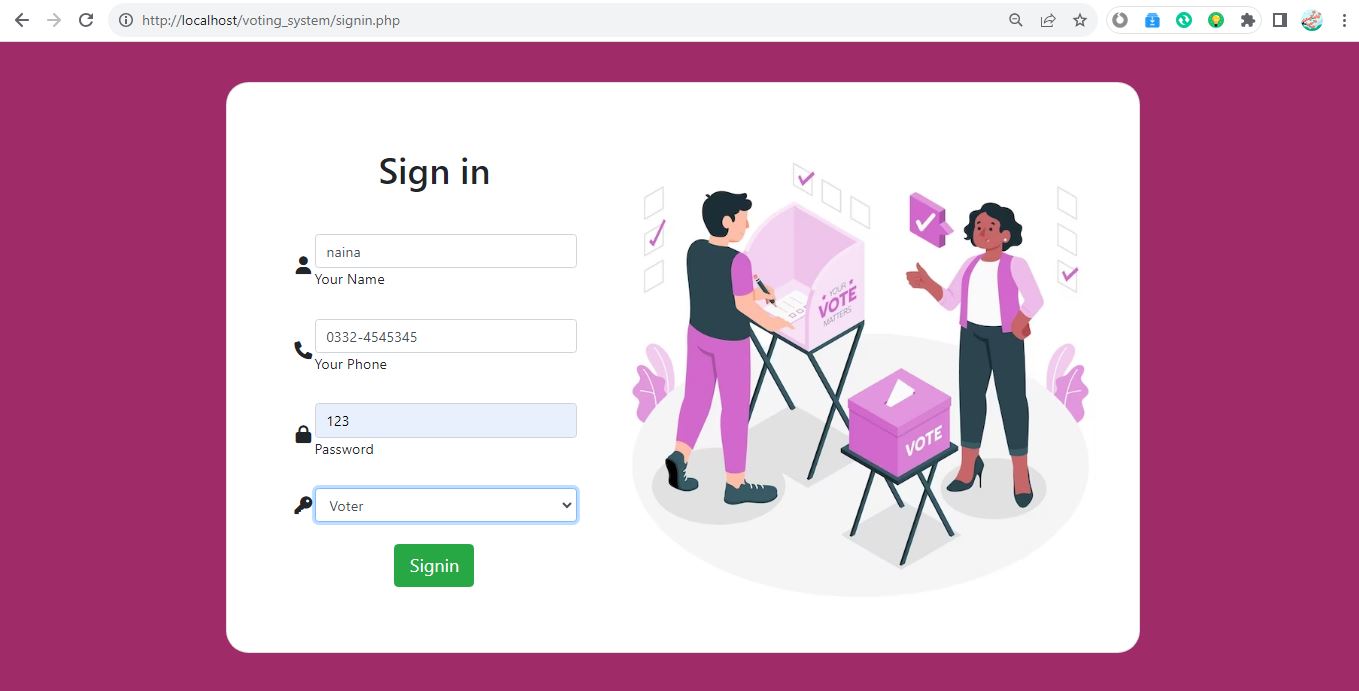 http://localhost/voting_system/signin.php
Sign in
naina
Your Name
0332-4545345
Your Phone
123
Password
Voter
Signin
YOUR
VOTE
MATTERS
VOTE